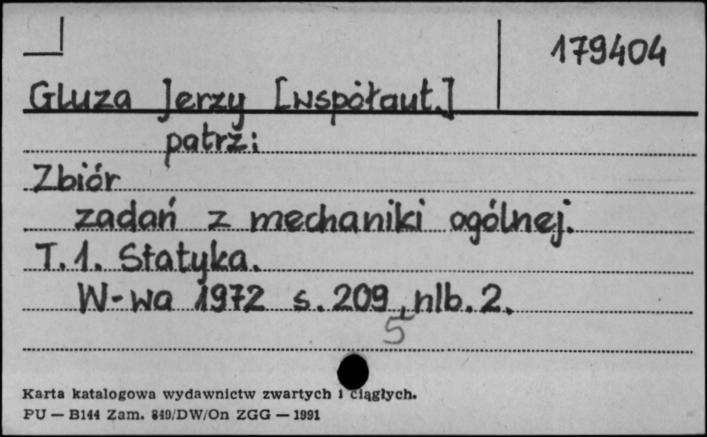 179404
Gluza Jerzy [współaut.]
patrz:
Zbiór
zadań z mechaniki ogólnej.
T.1. Statyka.
W-wa 1972 s. 209, nlb. 2.
5
Karta katalogowa wydawnictw zwartych i ciągłych.
PU — B144 Zam. 849/DW/On ZGG — 1991